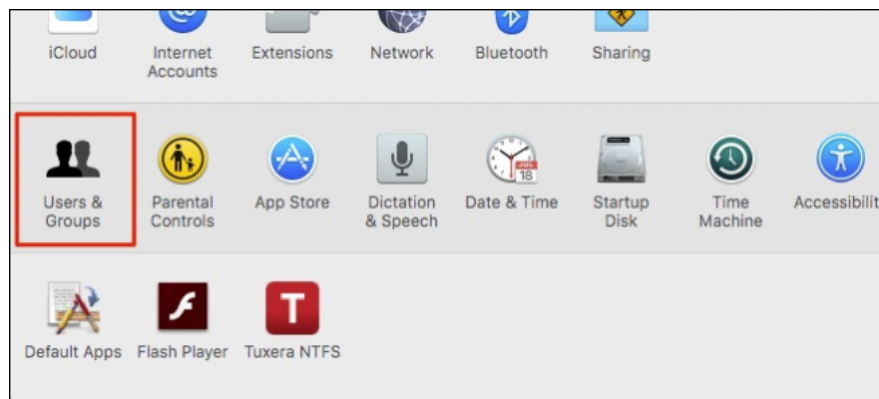 iCloud Internet Accounts Extensions Network Bluetooth Sharing
Users & Groups Parental Controls App Store Dictation & Speech Date & Time Startup Disk Time Machine Accessibilit
JUL
18
Default Apps Flash Player Tuxera NTFS
T